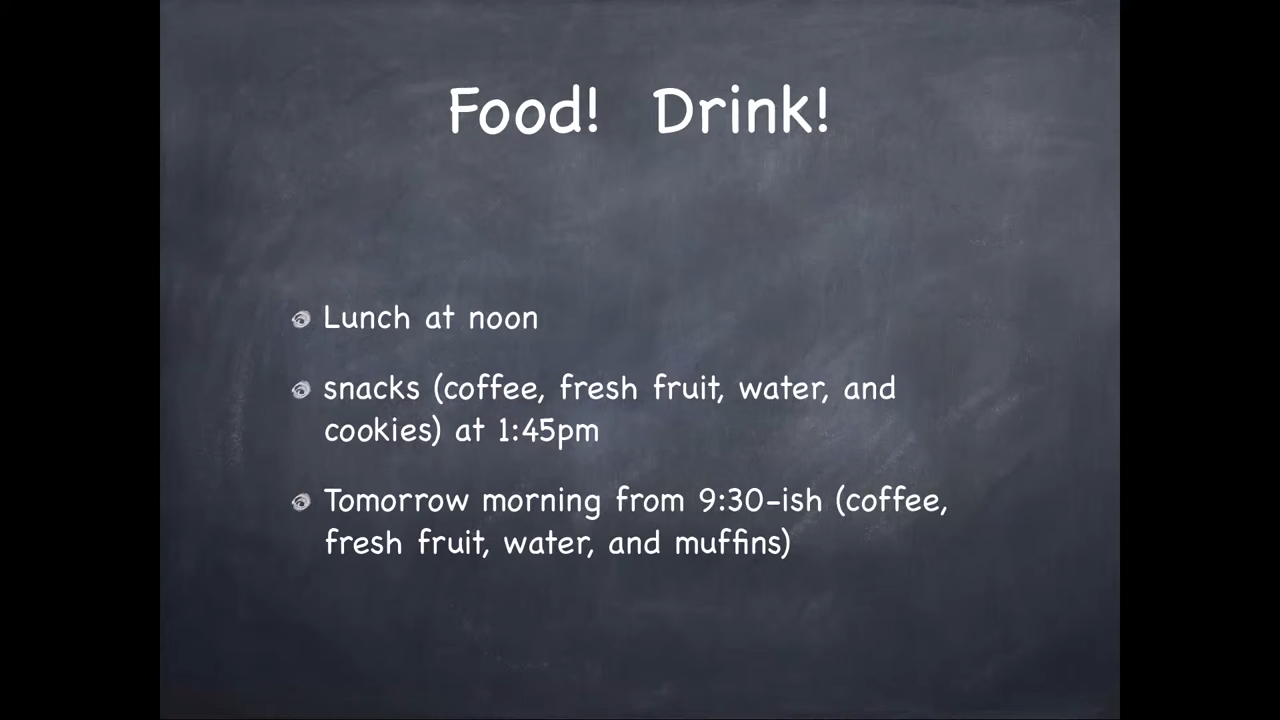 Food! Drink!
Lunch at noon
snacks (coffee, fresh fruit, water, and
cookies) at 1:45pm
Tomorrow morning from 9:30-ish (coffee,
fresh fruit, water, and muffins)